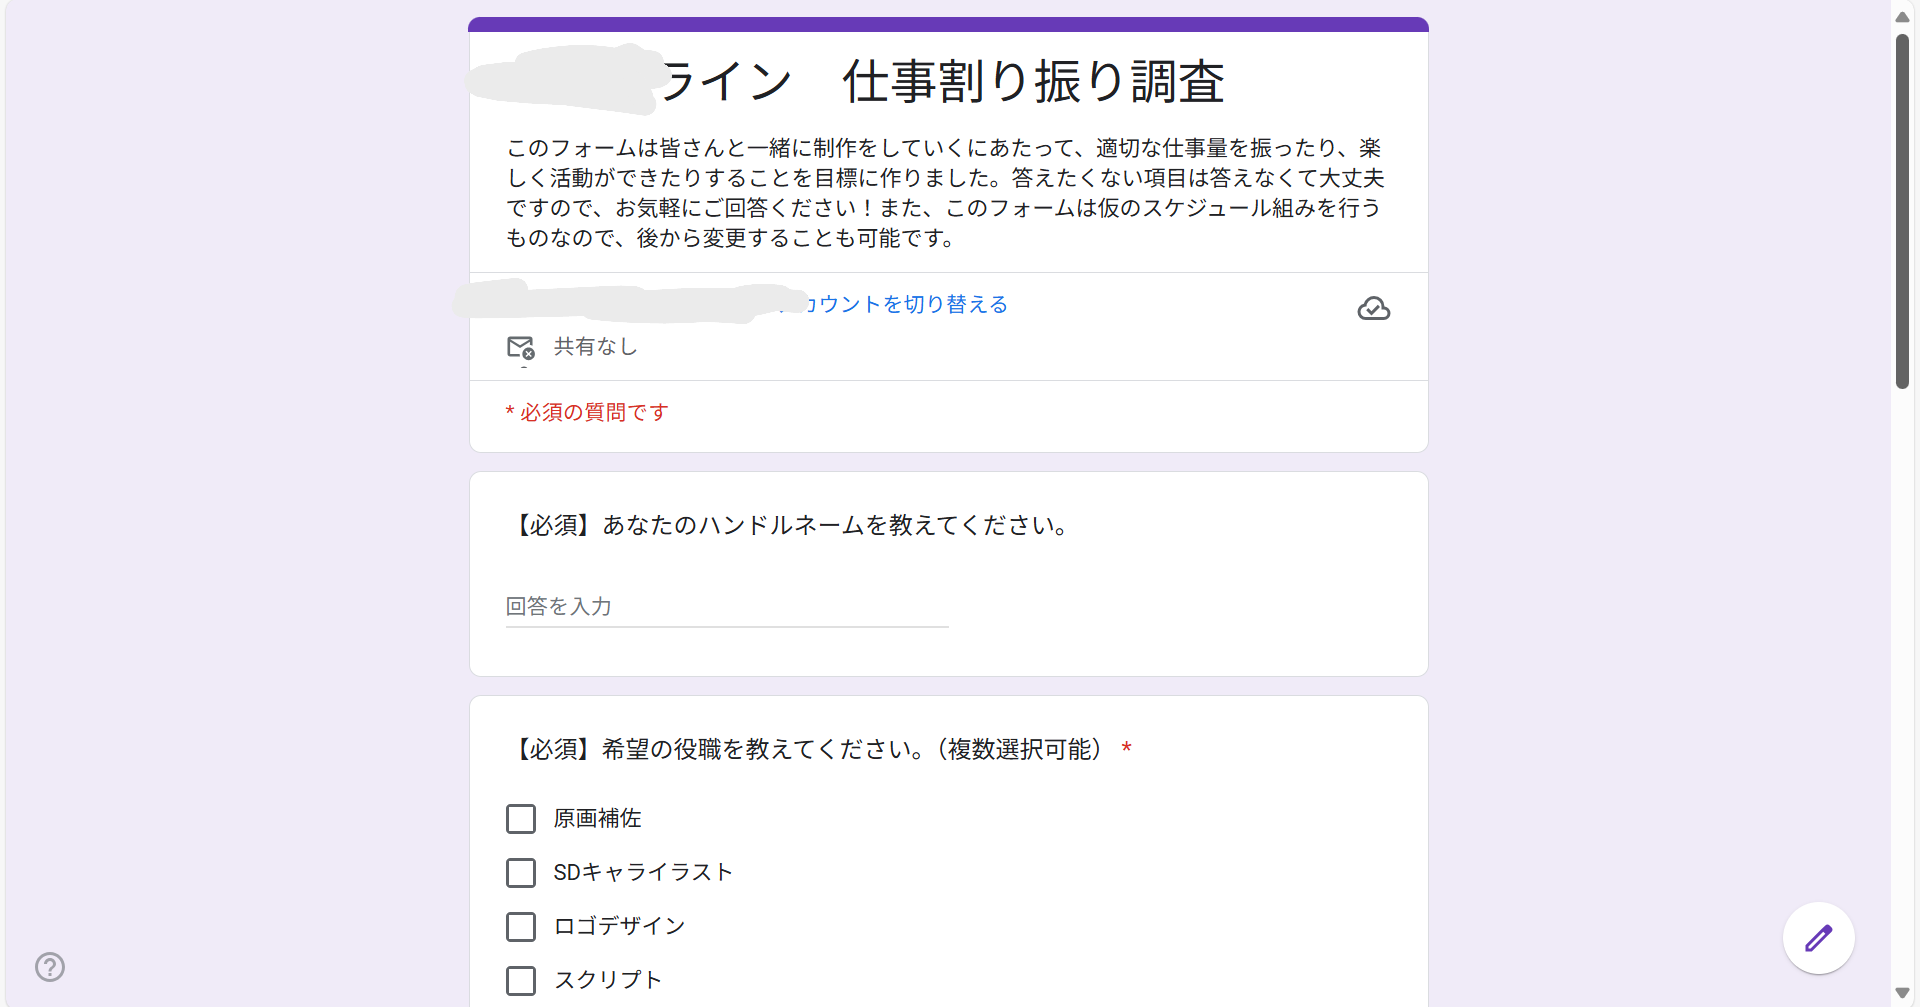 ライン　仕事割り振り調査
このフォームは皆さんと一緒に制作をしていくにあたって、適切な仕事量を振ったり、楽
しく活動ができたりすることを目標に作りました。答えたくない項目は答えなくて大丈夫
ですので、お気軽にご回答ください！また、このフォームは仮のスケジュール組みを行う
ものなので、後から変更することも可能です。
カウントを切り替える
共有なし
* 必須の質問です
【必須】あなたのハンドルネームを教えてください。
回答を入力
【必須】希望の役職を教えてください。（複数選択可能） *
原画補佐
SDキャライラスト
ロゴデザイン
スクリプト